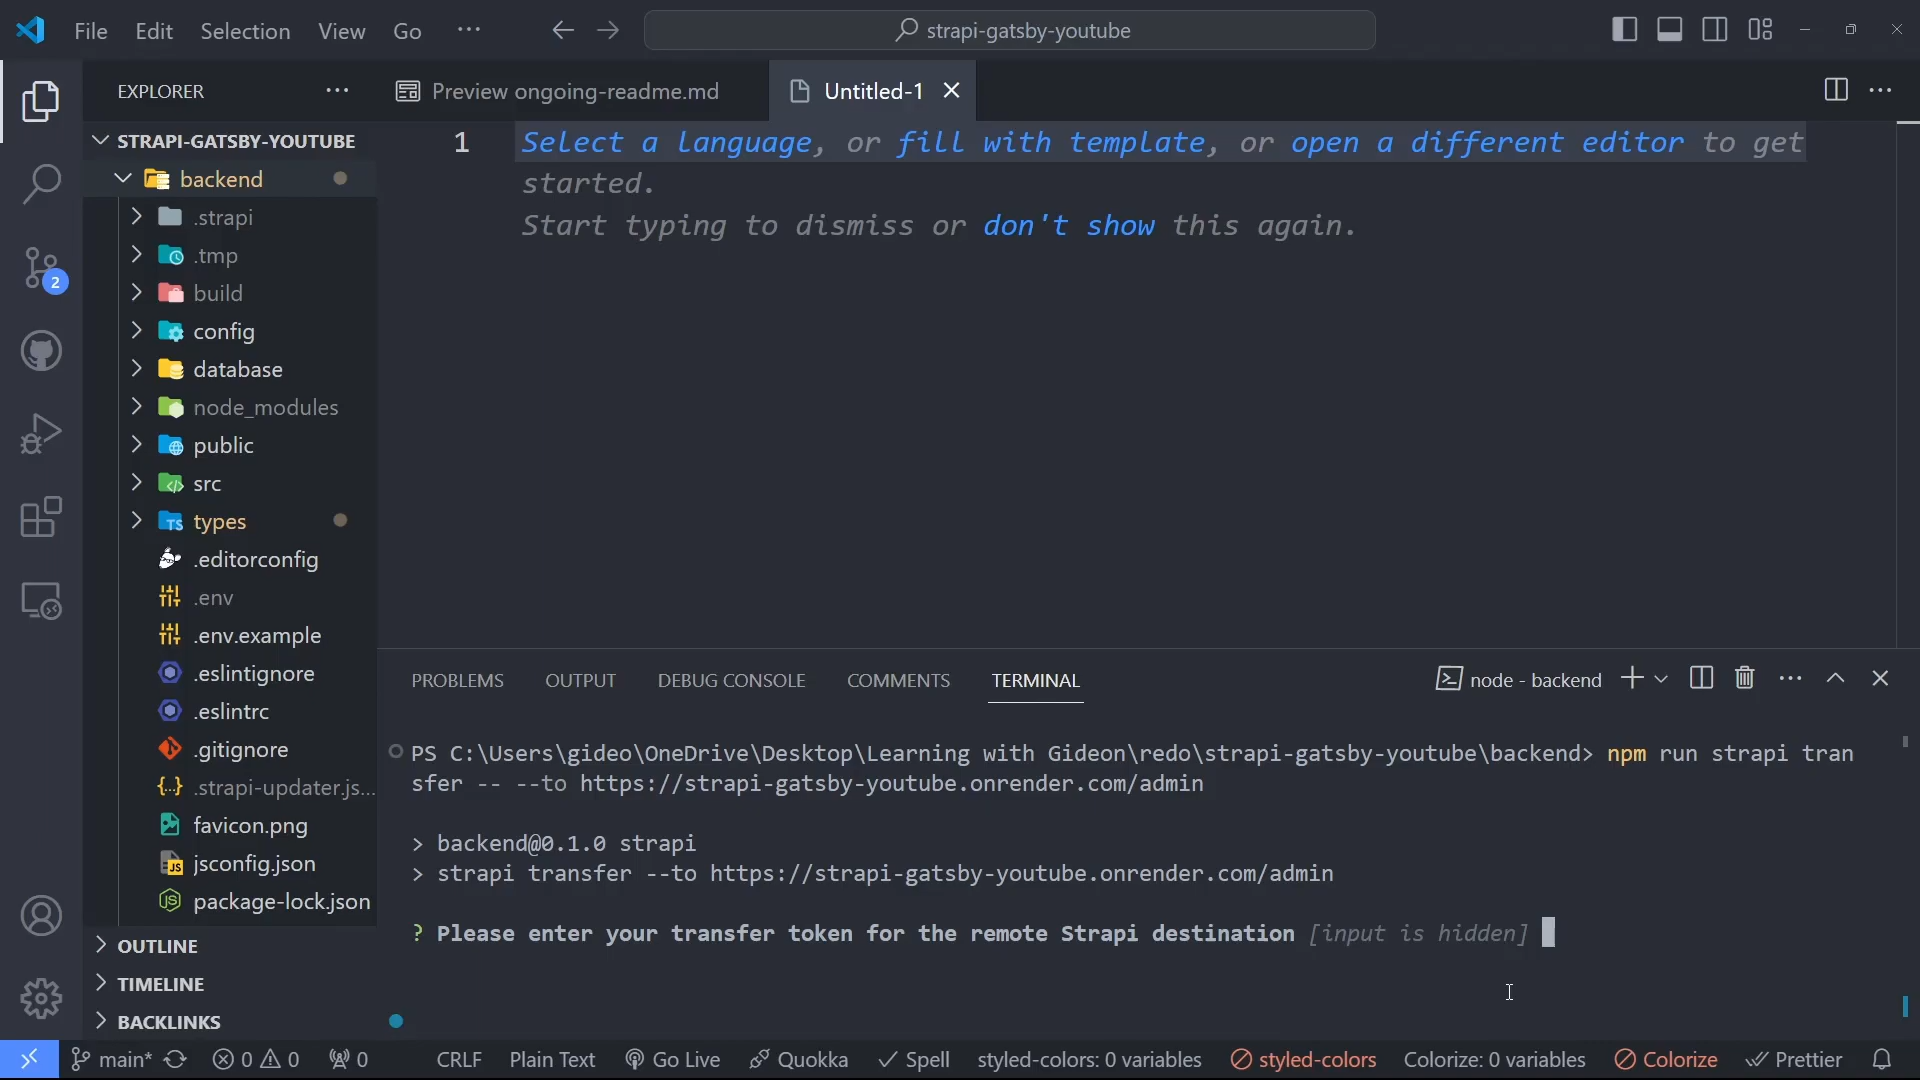 File Edit Selection View Go ··· strapi-gatsby-youtube
EXPLORER ···
Preview ongoing-readme.md
Untitled-1
STRAPI-GATSBY-YOUTUBE
backend
.strapi
.tmp
build
config
database
node_modules
public
src
types
.editorconfig
.env
.env.example
.eslintignore
.eslintrc
.gitignore
.strapi-updater.js...
favicon.png
jsconfig.json
package-lock.json
OUTLINE
TIMELINE
BACKLINKS
2
1 Select a language, or fill with template, or open a different editor to get
started.
Start typing to dismiss or don't show this again.
PROBLEMS OUTPUT DEBUG CONSOLE COMMENTS TERMINAL
node - backend
PS C:\Users\gideo\OneDrive\Desktop\Learning with Gideon\redo\strapi-gatsby-youtube\backend> npm run strapi tran
sfer -- --to https://strapi-gatsby-youtube.onrender.com/admin
> backend@0.1.0 strapi
> strapi transfer --to https://strapi-gatsby-youtube.onrender.com/admin
? Please enter your transfer token for the remote Strapi destination [input is hidden]
main* 0 0 0 CRLF Plain Text Go Live Quokka Spell styled-colors: 0 variables styled-colors Colorize: 0 variables Colorize Prettier